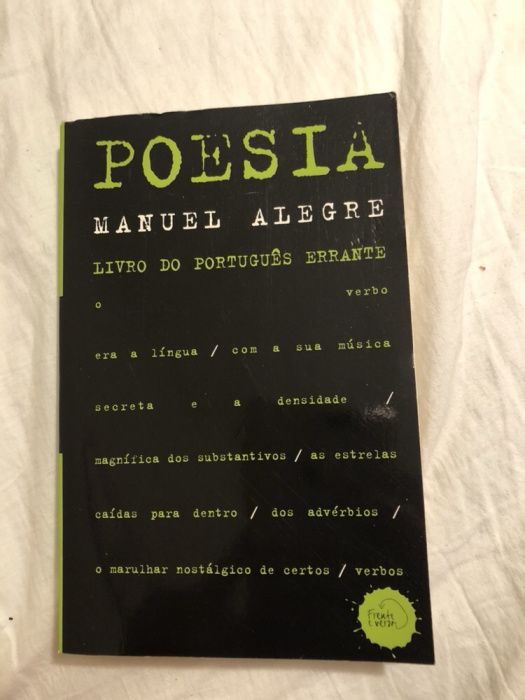 POESIA
MANUEL ALEGRE
LIVRO DO PORTUGUÊS ERRANTE
o verbo
era a língua / com a sua música
secreta e a densidade /
magnífica dos substantivos / as estrelas
caídas para dentro / dos advérbios /
o marulhar nostálgico de certos / verbos
Frente
e verso